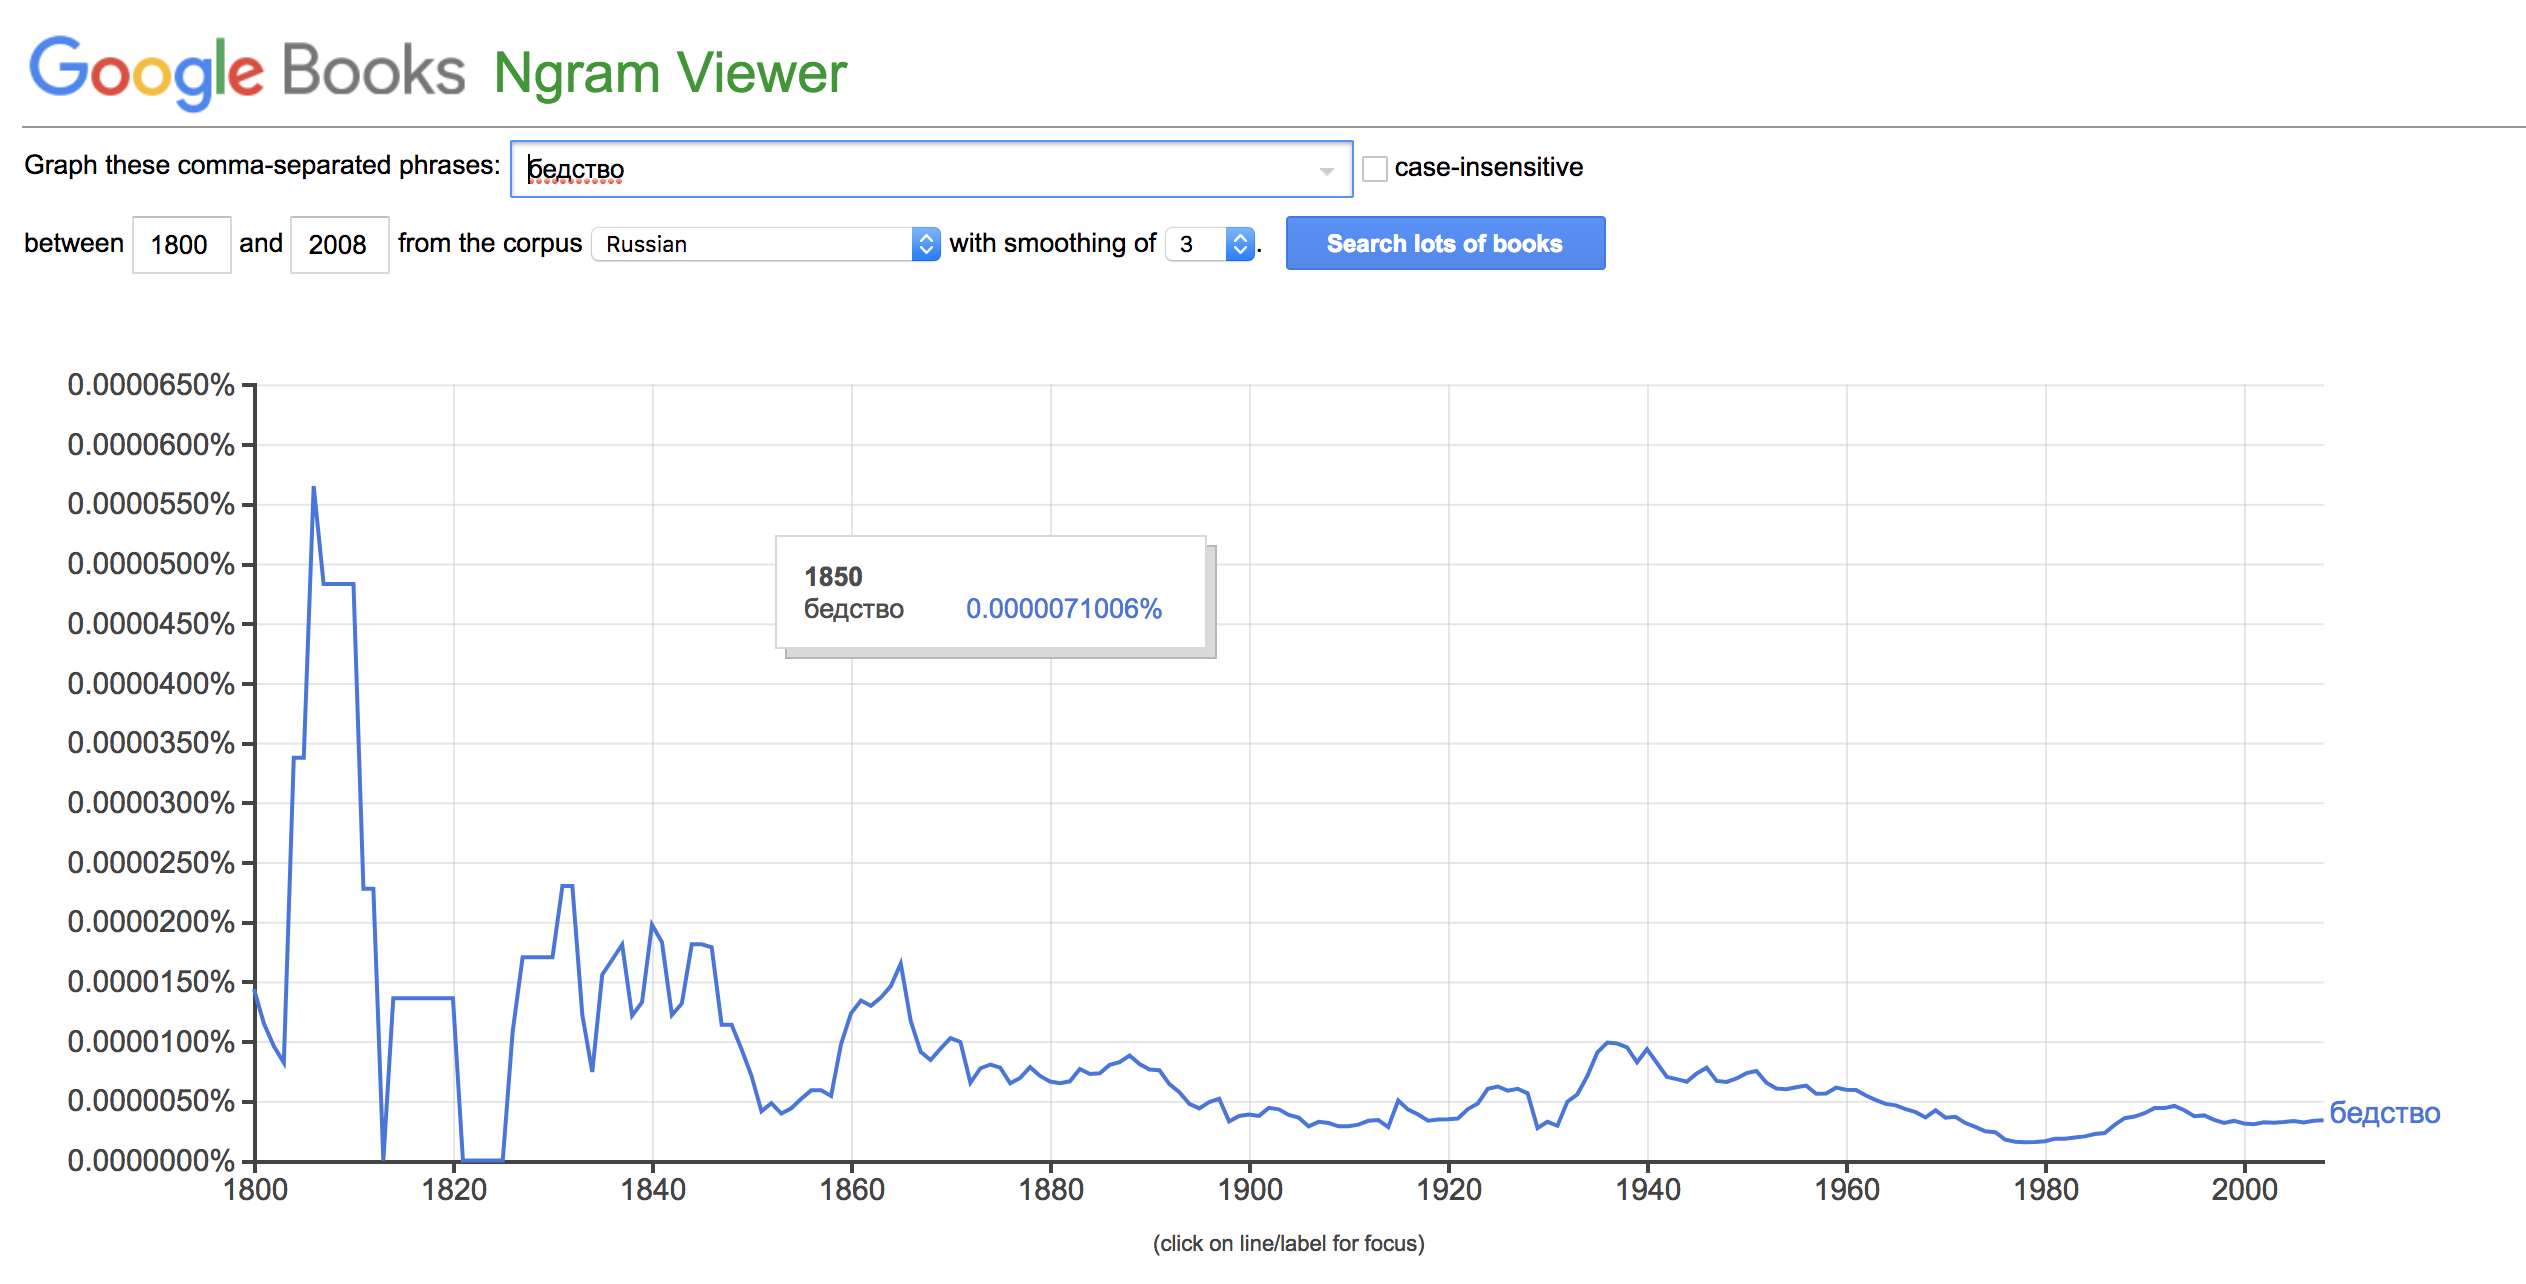 Google Books Ngram Viewer
Graph these comma-separated phrases: бедство case-insensitive
between 1800 and 2008 from the corpus Russian with smoothing of 3 . Search lots of books
0.0000650%
0.0000600%
0.0000550%
0.0000500%
0.0000450%
0.0000400%
0.0000350%
0.0000300%
0.0000250%
0.0000200%
0.0000150%
0.0000100%
0.0000050%
0.0000000%
1850
бедство 0.0000071006%
бедство
1800 1820 1840 1860 1880 1900 1920 1940 1960 1980 2000
(click on line/label for focus)